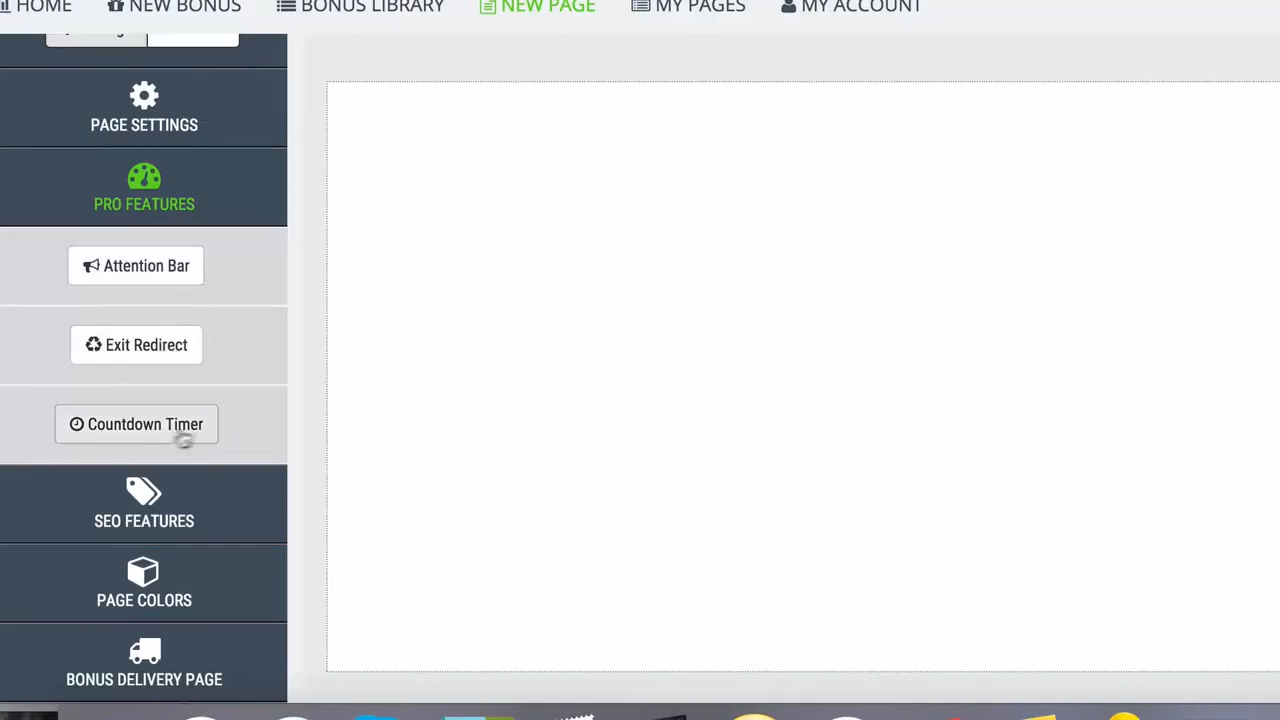 HOME NEW BONUS BONUS LIBRARY NEW PAGE MY PAGES MY ACCOUNT
PAGE SETTINGS
PRO FEATURES
Attention Bar
Exit Redirect
Countdown Timer
SEO FEATURES
PAGE COLORS
BONUS DELIVERY PAGE